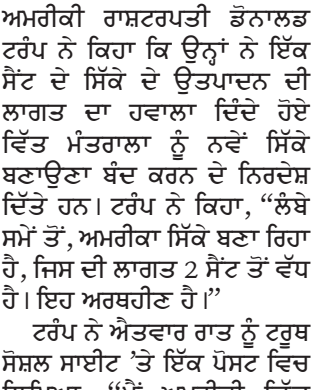 ਅਮਰੀਕੀ ਰਾਸ਼ਟਰਪਤੀ ਡੋਨਾਲਡ
ਟਰੰਪ ਨੇ ਕਿਹਾ ਕਿ ਉਨ੍ਹਾਂ ਨੇ ਇੱਕ
ਸੈਂਟ ਦੇ ਸਿੱਕੇ ਦੇ ਉਤਪਾਦਨ ਦੀ
ਲਾਗਤ ਦਾ ਹਵਾਲਾ ਦਿੰਦੇ ਹੋਏ
ਵਿੱਤ ਮੰਤਰਾਲਾ ਨੂੰ ਨਵੇਂ ਸਿੱਕੇ
ਬਣਾਉਣਾ ਬੰਦ ਕਰਨ ਦੇ ਨਿਰਦੇਸ਼
ਦਿੱਤੇ ਹਨ। ਟਰੰਪ ਨੇ ਕਿਹਾ, “ਲੰਬੇ
ਸਮੇਂ ਤੋਂ, ਅਮਰੀਕਾ ਸਿੱਕੇ ਬਣਾ ਰਿਹਾ
ਹੈ, ਜਿਸ ਦੀ ਲਾਗਤ 2 ਸੈਂਟ ਤੋਂ ਵੱਧ
ਹੈ। ਇਹ ਅਰਥਹੀਣ ਹੈ।”
ਟਰੰਪ ਨੇ ਐਤਵਾਰ ਰਾਤ ਨੂੰ ਟਰੂਥ
ਸੋਸ਼ਲ ਸਾਈਟ ’ਤੇ ਇੱਕ ਪੋਸਟ ਵਿਚ